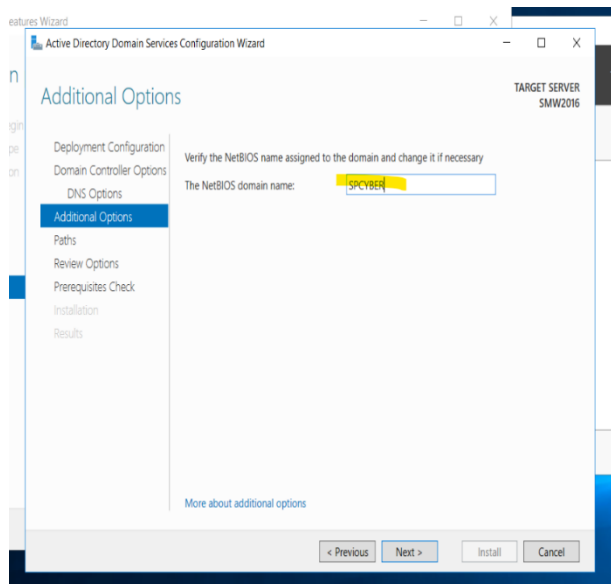 eatures Wizard
Active Directory Domain Services Configuration Wizard
Additional Options
TARGET SERVER
SMW2016
Deployment Configuration
Domain Controller Options
DNS Options
Additional Options
Paths
Review Options
Prerequisites Check
Installation
Results
Verify the NetBIOS name assigned to the domain and change it if necessary
The NetBIOS domain name: SPCYBER
More about additional options
< Previous Next > Install Cancel